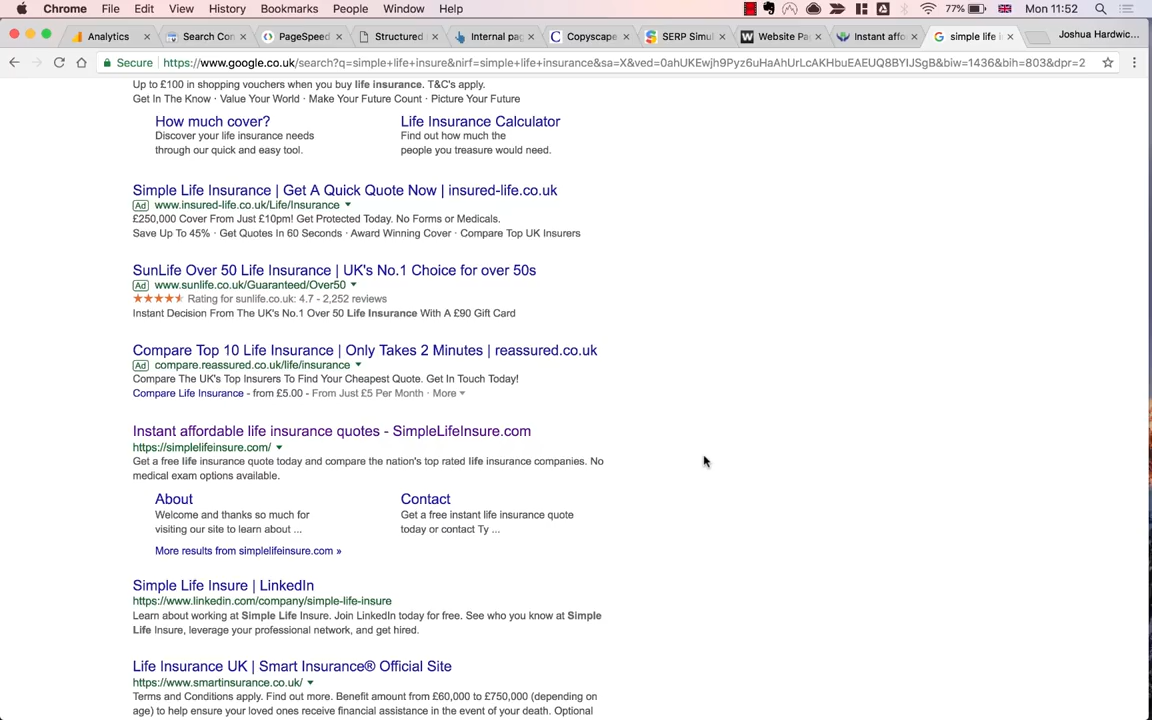 Chrome File Edit View History Bookmarks People Window Help 77% Mon 11:52
Analytics Search Con PageSpeed Structured Internal pag Copyscape SERP Simul Website Pa Instant affo simple life i Joshua Hardwic...
Secure https://www.google.co.uk/search?q=simple+life+insure&nirf=simple+life+insurance&sa=X&ved=0ahUKEwjh9Pyz6uHaAhUrLcAKHbuEAEUQ8BYIJSgB&biw=1436&bih=803&dpr=2
Up to £100 in shopping vouchers when you buy life insurance. T&C's apply.
Get In The Know · Value Your World · Make Your Future Count · Picture Your Future
How much cover?
Discover your life insurance needs
through our quick and easy tool.
Life Insurance Calculator
Find out how much the
people you treasure would need.
Simple Life Insurance | Get A Quick Quote Now | insured-life.co.uk
Ad www.insured-life.co.uk/Life/Insurance
£250,000 Cover From Just £10pm! Get Protected Today. No Forms or Medicals.
Save Up To 45% · Get Quotes In 60 Seconds · Award Winning Cover · Compare Top UK Insurers
SunLife Over 50 Life Insurance | UK's No.1 Choice for over 50s
Ad www.sunlife.co.uk/Guaranteed/Over50
Rating for sunlife.co.uk: 4.7 - 2,252 reviews
Instant Decision From The UK's No.1 Over 50 Life Insurance With A £90 Gift Card
Compare Top 10 Life Insurance | Only Takes 2 Minutes | reassured.co.uk
Ad compare.reassured.co.uk/life/insurance
Compare The UK's Top Insurers To Find Your Cheapest Quote. Get In Touch Today!
Compare Life Insurance - from £5.00 - From Just £5 Per Month · More
Instant affordable life insurance quotes - SimpleLifeInsure.com
https://simplelifeinsure.com/
Get a free life insurance quote today and compare the nation's top rated life insurance companies. No
medical exam options available.
About
Welcome and thanks so much for
visiting our site to learn about ...
Contact
Get a free instant life insurance quote
today or contact Ty ...
More results from simplelifeinsure.com »
Simple Life Insure | LinkedIn
https://www.linkedin.com/company/simple-life-insure
Learn about working at Simple Life Insure. Join LinkedIn today for free. See who you know at Simple
Life Insure, leverage your professional network, and get hired.
Life Insurance UK | Smart Insurance® Official Site
https://www.smartinsurance.co.uk/
Terms and Conditions apply. Find out more. Benefit amount from £60,000 to £750,000 (depending on
age) to help ensure your loved ones receive financial assistance in the event of your death. Optional